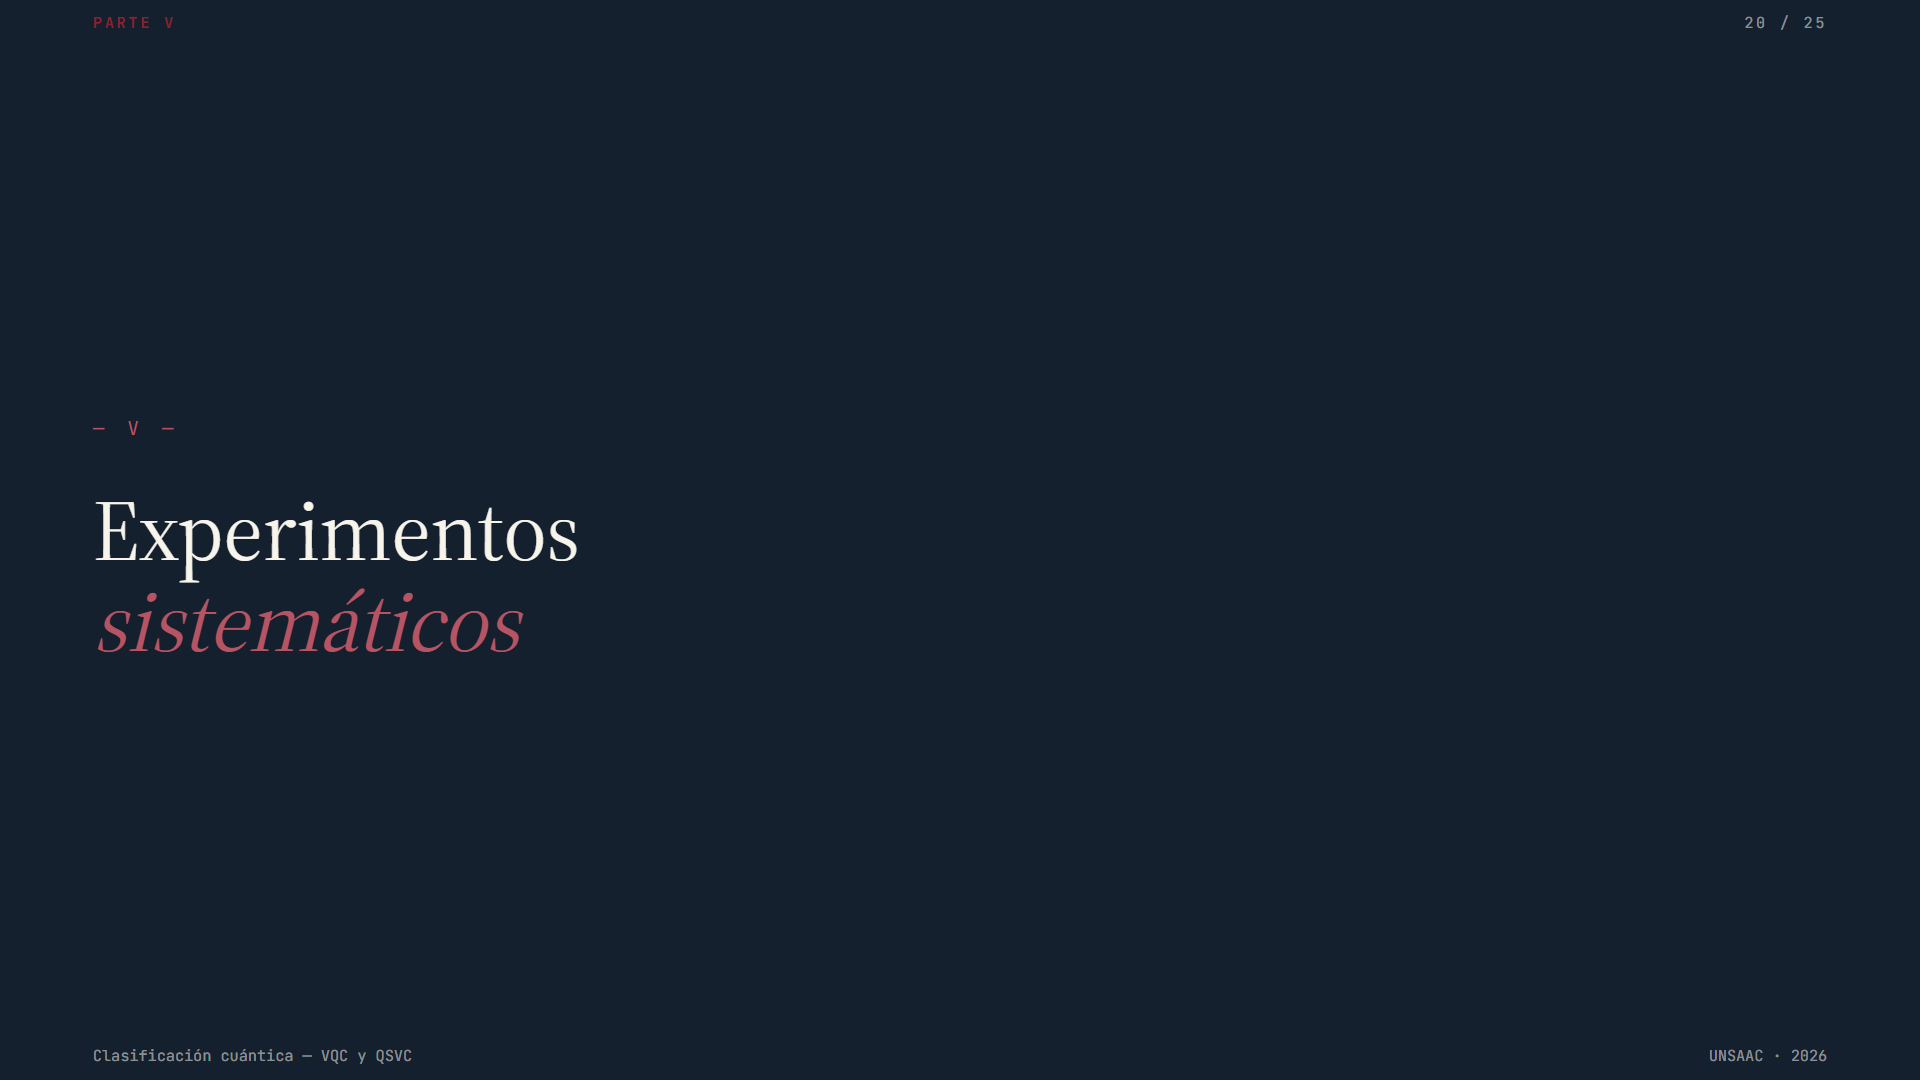 PARTE V
20 / 25
— V —
Experimentos
sistemáticos
Clasificación cuántica — VQC y QSVC
UNSAAC · 2026